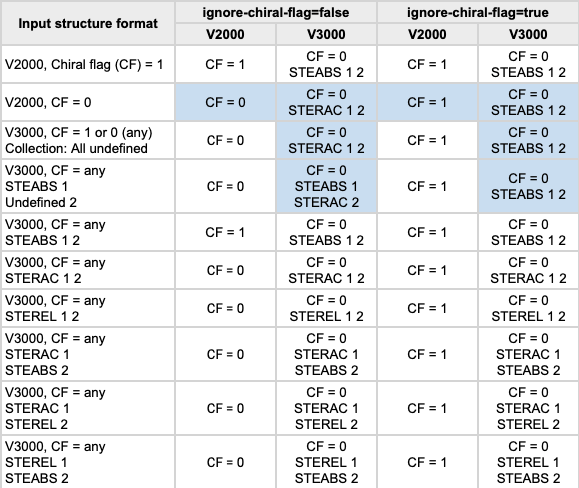 Input structure format
ignore-chiral-flag=false
ignore-chiral-flag=true
V2000
V3000
V2000
V3000
V2000, Chiral flag (CF) = 1
CF = 1
CF = 0
STEABS 1 2
CF = 1
CF = 0
STEABS 1 2
V2000, CF = 0
CF = 0
CF = 0
STERAC 1 2
CF = 1
CF = 0
STEABS 1 2
V3000, CF = 1 or 0 (any)
Collection: All undefined
CF = 0
CF = 0
STERAC 1 2
CF = 1
CF = 0
STEABS 1 2
V3000, CF = any
STEABS 1
Undefined 2
CF = 0
CF = 0
STEABS 1
STERAC 2
CF = 1
CF = 0
STEABS 1 2
V3000, CF = any
STEABS 1 2
CF = 1
CF = 0
STEABS 1 2
CF = 1
CF = 0
STEABS 1 2
V3000, CF = any
STERAC 1 2
CF = 0
CF = 0
STERAC 1 2
CF = 1
CF = 0
STERAC 1 2
V3000, CF = any
STEREL 1 2
CF = 0
CF = 0
STEREL 1 2
CF = 1
CF = 0
STEREL 1 2
V3000, CF = any
STERAC 1
STEABS 2
CF = 0
CF = 0
STERAC 1
STEABS 2
CF = 1
CF = 0
STERAC 1
STEABS 2
V3000, CF = any
STERAC 1
STEREL 2
CF = 0
CF = 0
STERAC 1
STEREL 2
CF = 1
CF = 0
STERAC 1
STEREL 2
V3000, CF = any
STEREL 1
STEABS 2
CF = 0
CF = 0
STEREL 1
STEABS 2
CF = 1
CF = 0
STEREL 1
STEABS 2